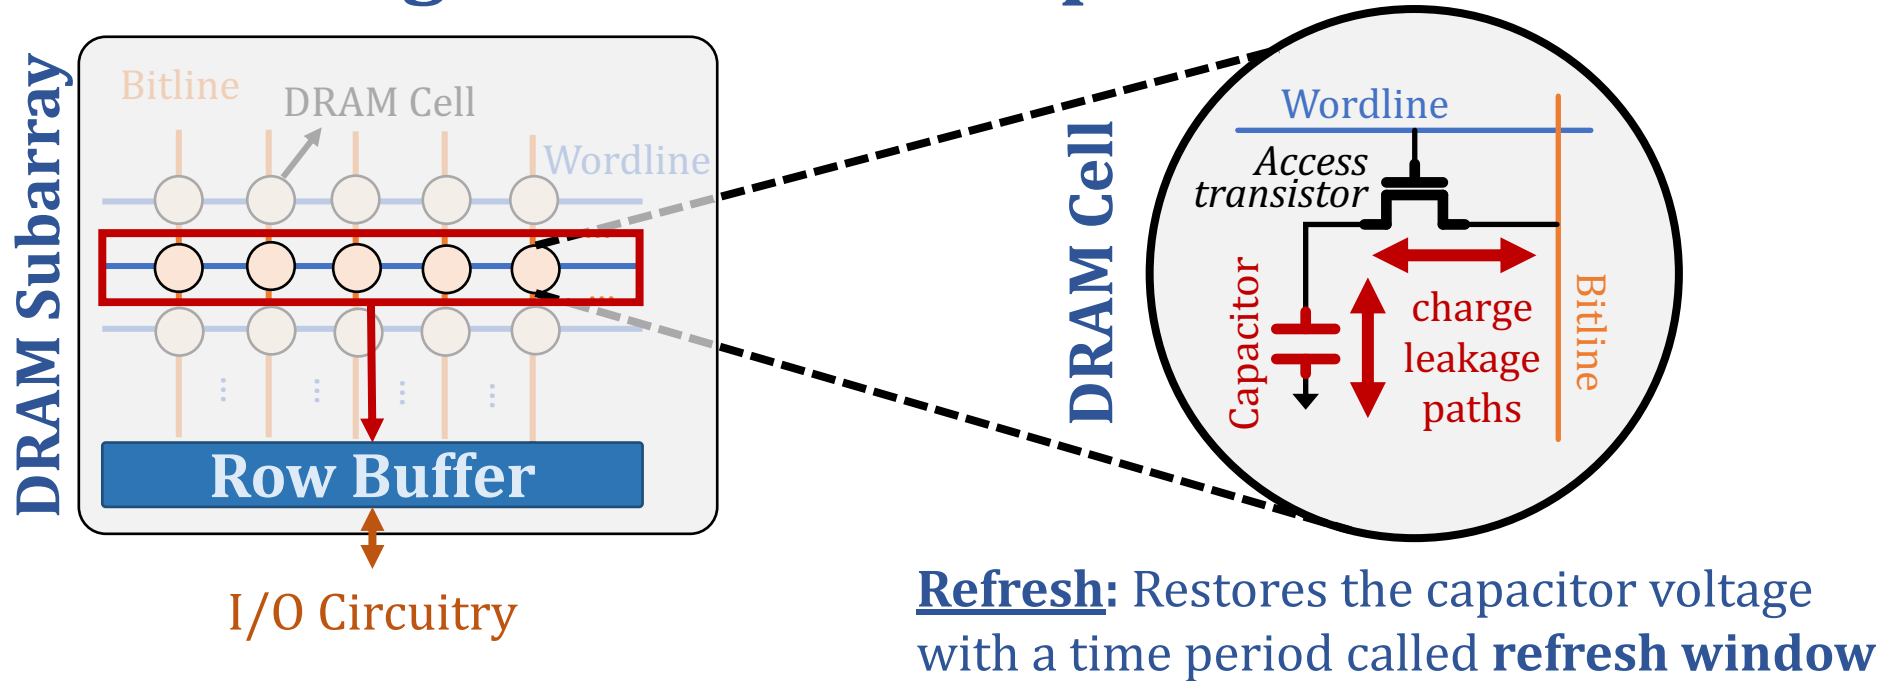 DRAM Subarray
Bitline
DRAM Cell
Wordline
...
...
...
...
...
...
Row Buffer
I/O Circuitry
DRAM Cell
Wordline
Access
transistor
Capacitor
charge
leakage
paths
Bitline
Refresh: Restores the capacitor voltage
with a time period called refresh window